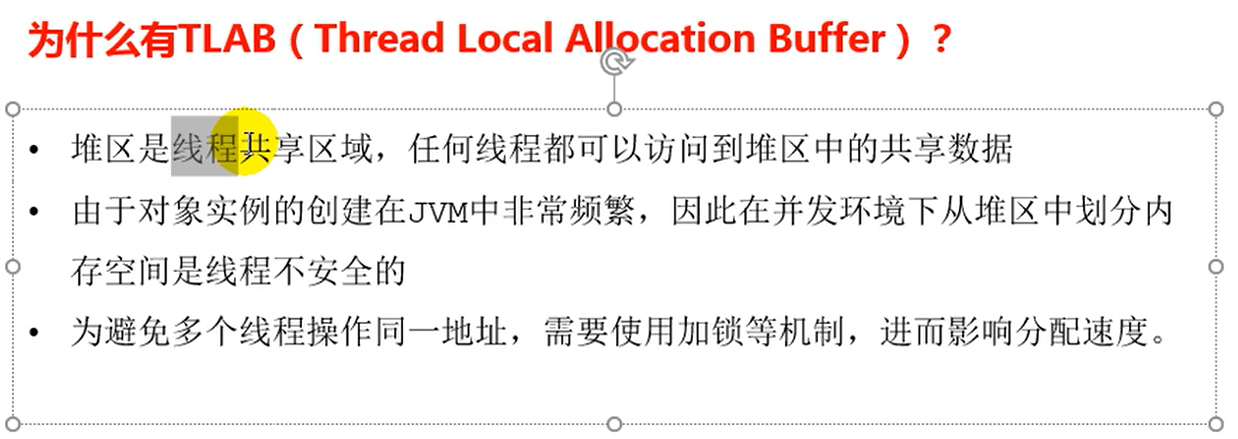 为什么有TLAB（Thread Local Allocation Buffer）？
• 堆区是线程共享区域，任何线程都可以访问到堆区中的共享数据
• 由于对象实例的创建在JVM中非常频繁，因此在并发环境下从堆区中划分内
存空间是线程不安全的
• 为避免多个线程操作同一地址，需要使用加锁等机制，进而影响分配速度。